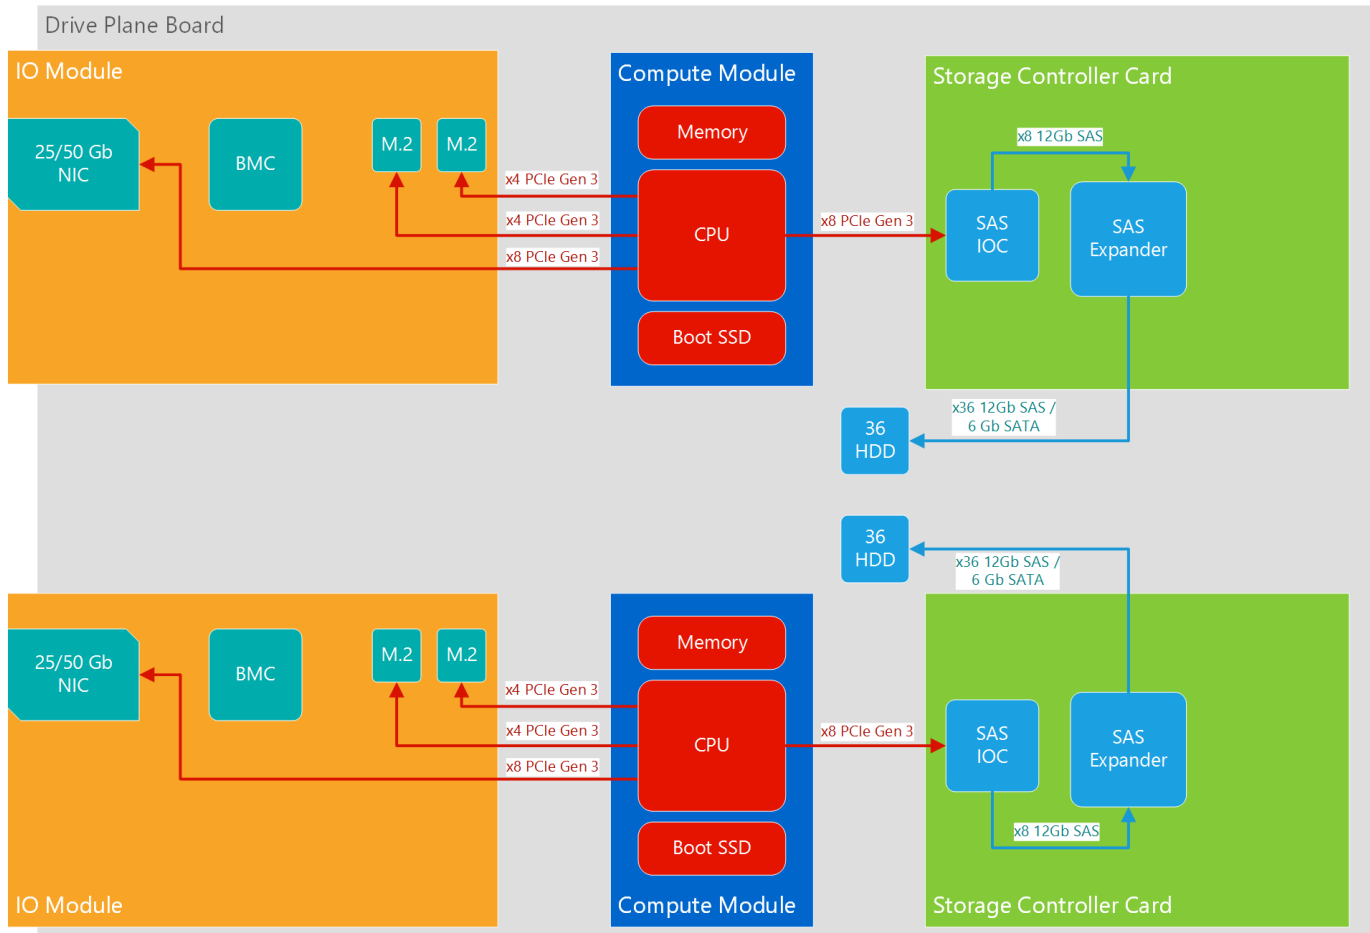 Drive Plane Board
IO Module
25/50 Gb
NIC
BMC
M.2
M.2
x4 PCIe Gen 3
x4 PCIe Gen 3
x8 PCIe Gen 3
Compute Module
Memory
CPU
Boot SSD
x8 PCIe Gen 3
Storage Controller Card
x8 12Gb SAS
SAS
IOC
SAS
Expander
x36 12Gb SAS /
6 Gb SATA
36
HDD
36
HDD
x36 12Gb SAS /
6 Gb SATA
25/50 Gb
NIC
BMC
M.2
M.2
x4 PCIe Gen 3
x4 PCIe Gen 3
x8 PCIe Gen 3
IO Module
Memory
CPU
Boot SSD
Compute Module
x8 PCIe Gen 3
SAS
IOC
SAS
Expander
x8 12Gb SAS
Storage Controller Card